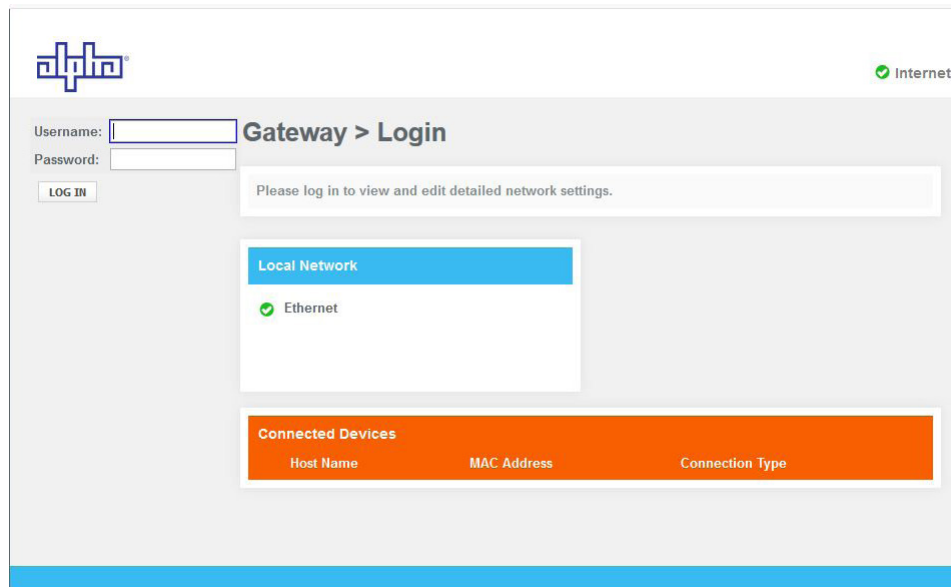 alpha®
Internet
Username:
Password:
LOG IN
Gateway > Login
Please log in to view and edit detailed network settings.
Local Network
Ethernet
Connected Devices
Host Name MAC Address Connection Type